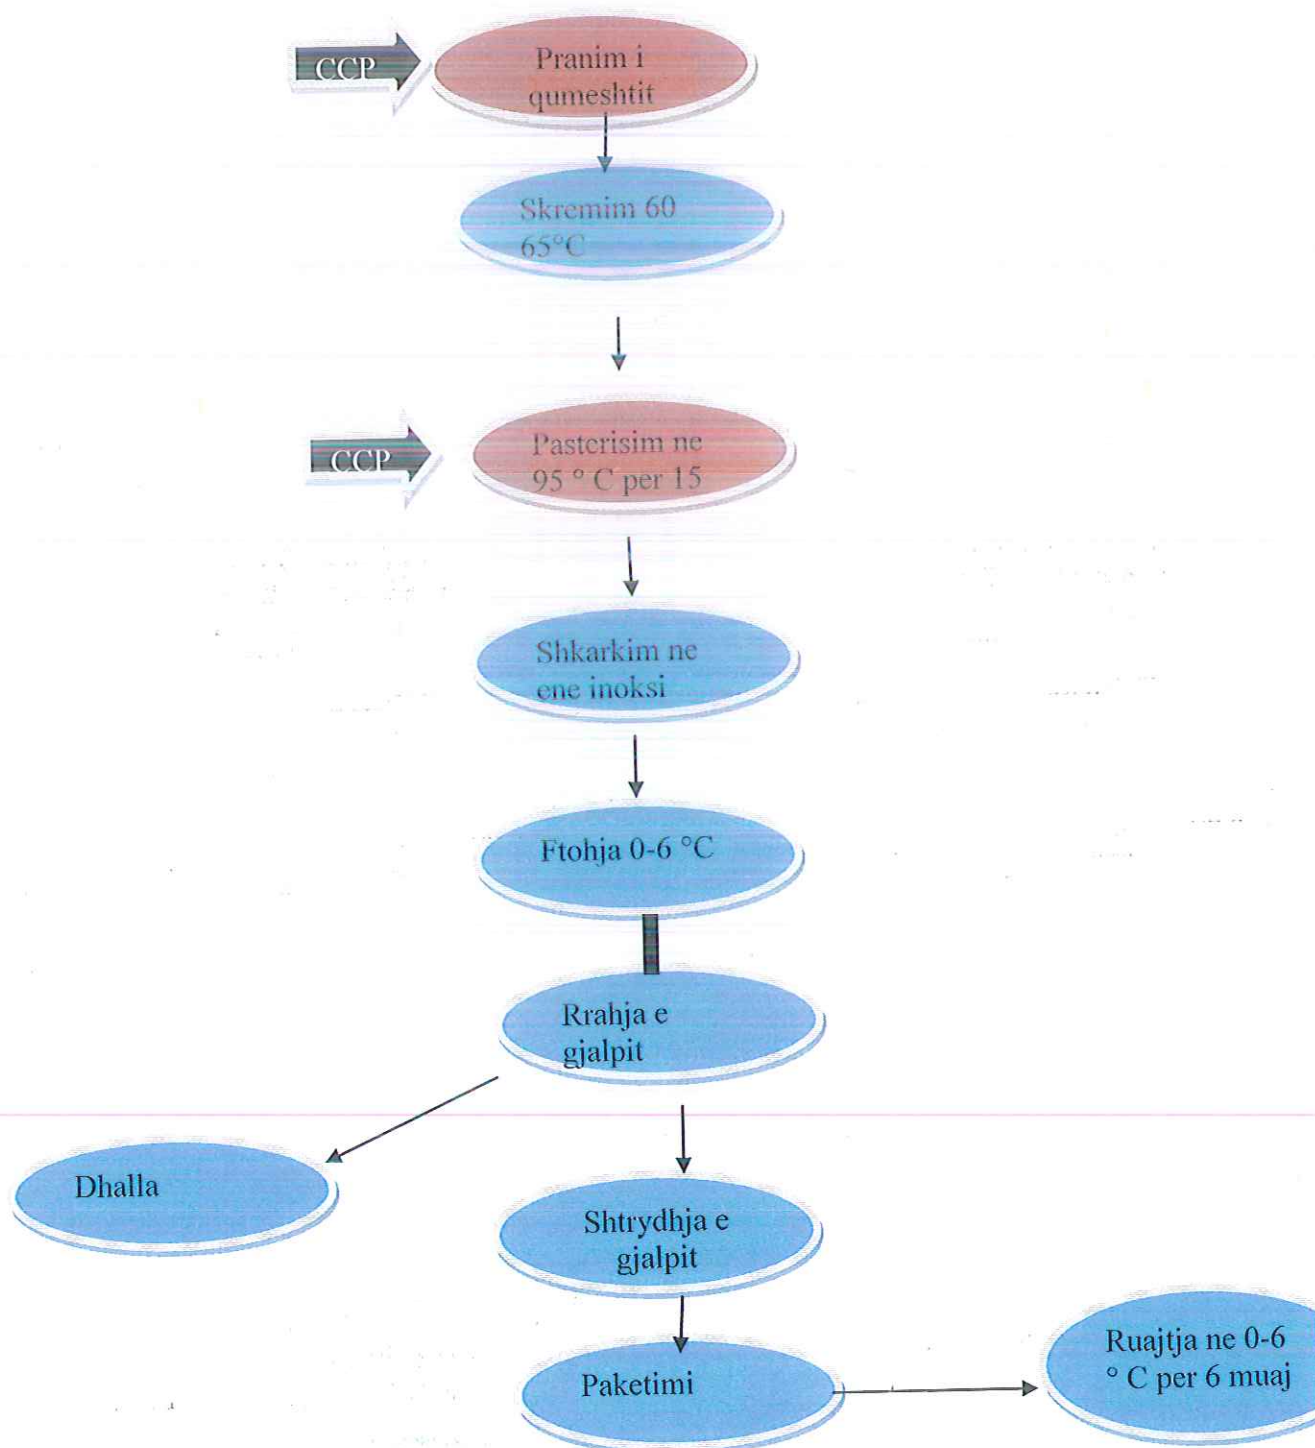 CCP
Pranim i
qumeshtit
Skremim 60
65°C
CCP
Pasterisim ne
95 ° C per 15
Shkarkim ne
ene inoksi
Ftohja 0-6 °C
Rrahja e
gjalpit
Dhalla
Shtrydhja e
gjalpit
Paketimi
Ruajtja ne 0-6
° C per 6 muaj